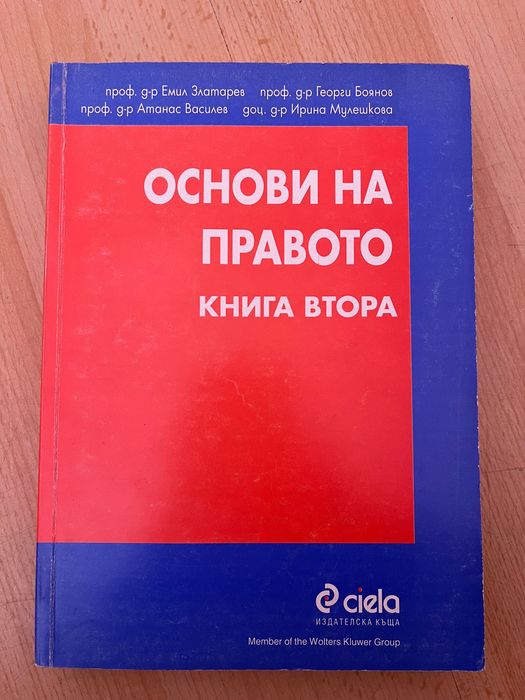 проф. д-р Емил Златарев проф. д-р Георги Боянов
проф. д-р Атанас Василев доц. д-р Ирина Мулешкова
ОСНОВИ НА
ПРАВОТО
КНИГА ВТОРА
ciela
ИЗДАТЕЛСКА КЪЩА
Member of the Wolters Kluwer Group